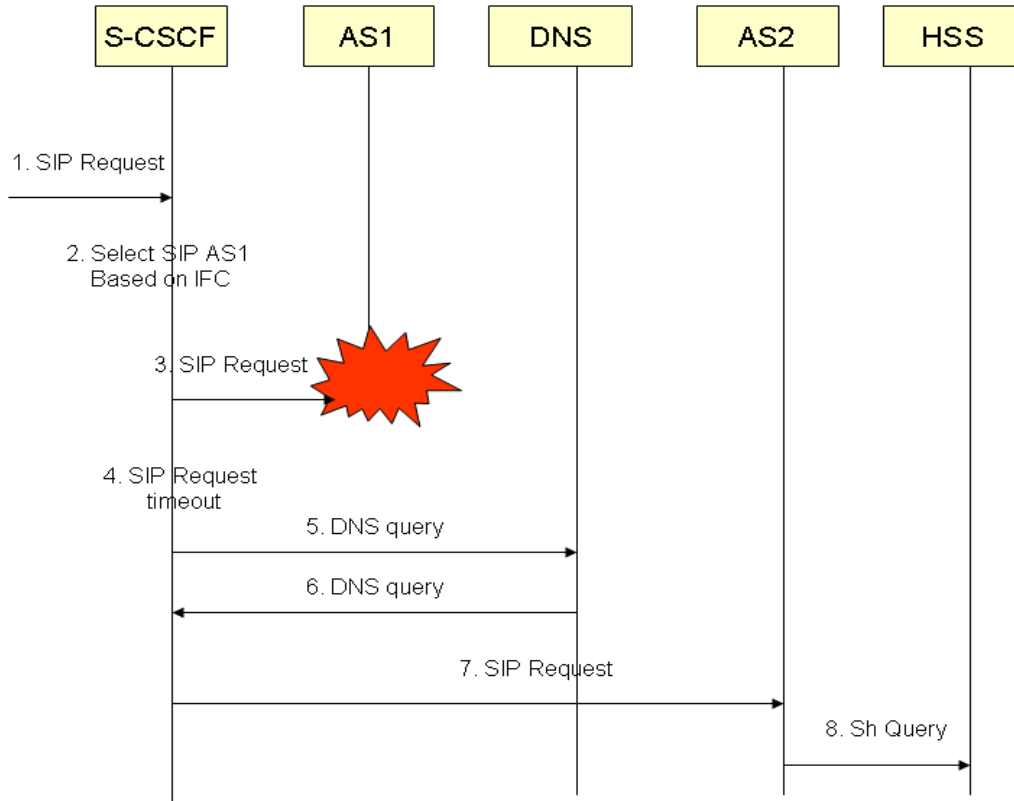 S-CSCF
AS1
DNS
AS2
HSS
1. SIP Request
2. Select SIP AS1
Based on IFC
3. SIP Request
4. SIP Request
timeout
5. DNS query
6. DNS query
7. SIP Request
8. Sh Query